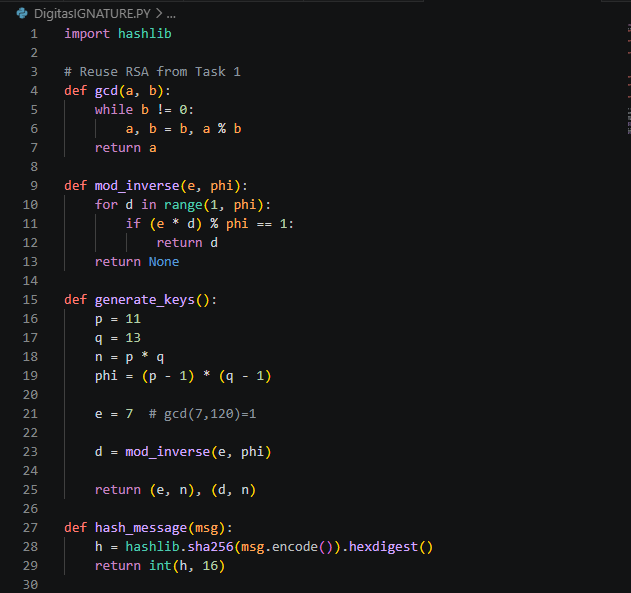 DigitasIGNATURE.PY > ...
1 import hashlib
2
3 # Reuse RSA from Task 1
4 def gcd(a, b):
5     while b != 0:
6         a, b = b, a % b
7     return a
8
9 def mod_inverse(e, phi):
10     for d in range(1, phi):
11         if (e * d) % phi == 1:
12             return d
13     return None
14
15 def generate_keys():
16     p = 11
17     q = 13
18     n = p * q
19     phi = (p - 1) * (q - 1)
20
21     e = 7  # gcd(7,120)=1
22
23     d = mod_inverse(e, phi)
24
25     return (e, n), (d, n)
26
27 def hash_message(msg):
28     h = hashlib.sha256(msg.encode()).hexdigest()
29     return int(h, 16)
30